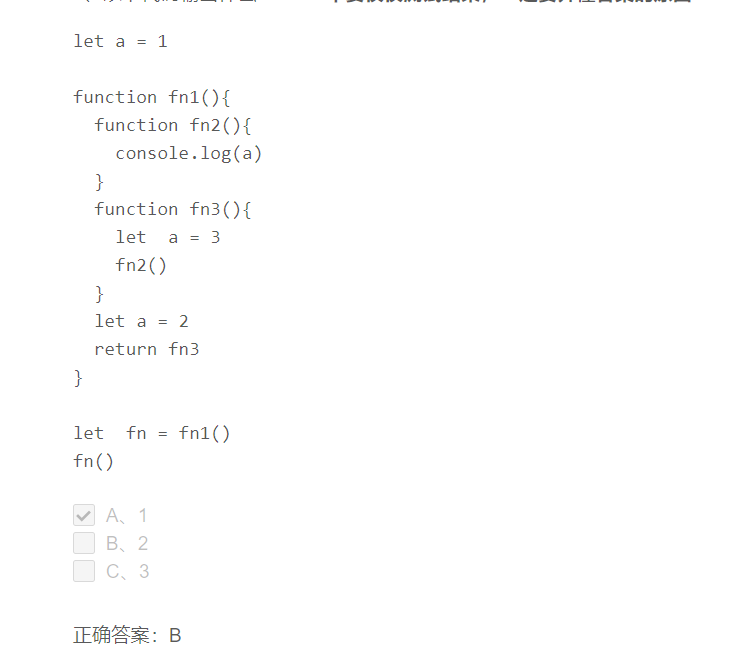 let a = 1
function fn1(){
function fn2(){
console.log(a)
}
function fn3(){
let  a = 3
fn2()
}
let a = 2
return fn3
}
let  fn = fn1()
fn()
A、1
B、2
C、3
正确答案：B